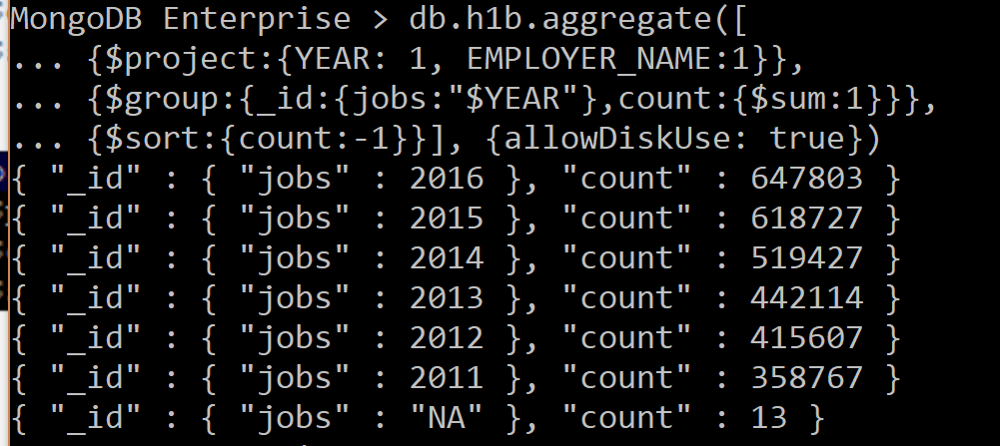 MongoDB Enterprise > db.h1b.aggregate([
... {$project:{YEAR: 1, EMPLOYER_NAME:1}},
... {$group:{_id:{jobs:"$YEAR"},count:{$sum:1}}},
... {$sort:{count:-1}}], {allowDiskUse: true})
{ "_id" : { "jobs" : 2016 }, "count" : 647803 }
{ "_id" : { "jobs" : 2015 }, "count" : 618727 }
{ "_id" : { "jobs" : 2014 }, "count" : 519427 }
{ "_id" : { "jobs" : 2013 }, "count" : 442114 }
{ "_id" : { "jobs" : 2012 }, "count" : 415607 }
{ "_id" : { "jobs" : 2011 }, "count" : 358767 }
{ "_id" : { "jobs" : "NA" }, "count" : 13 }